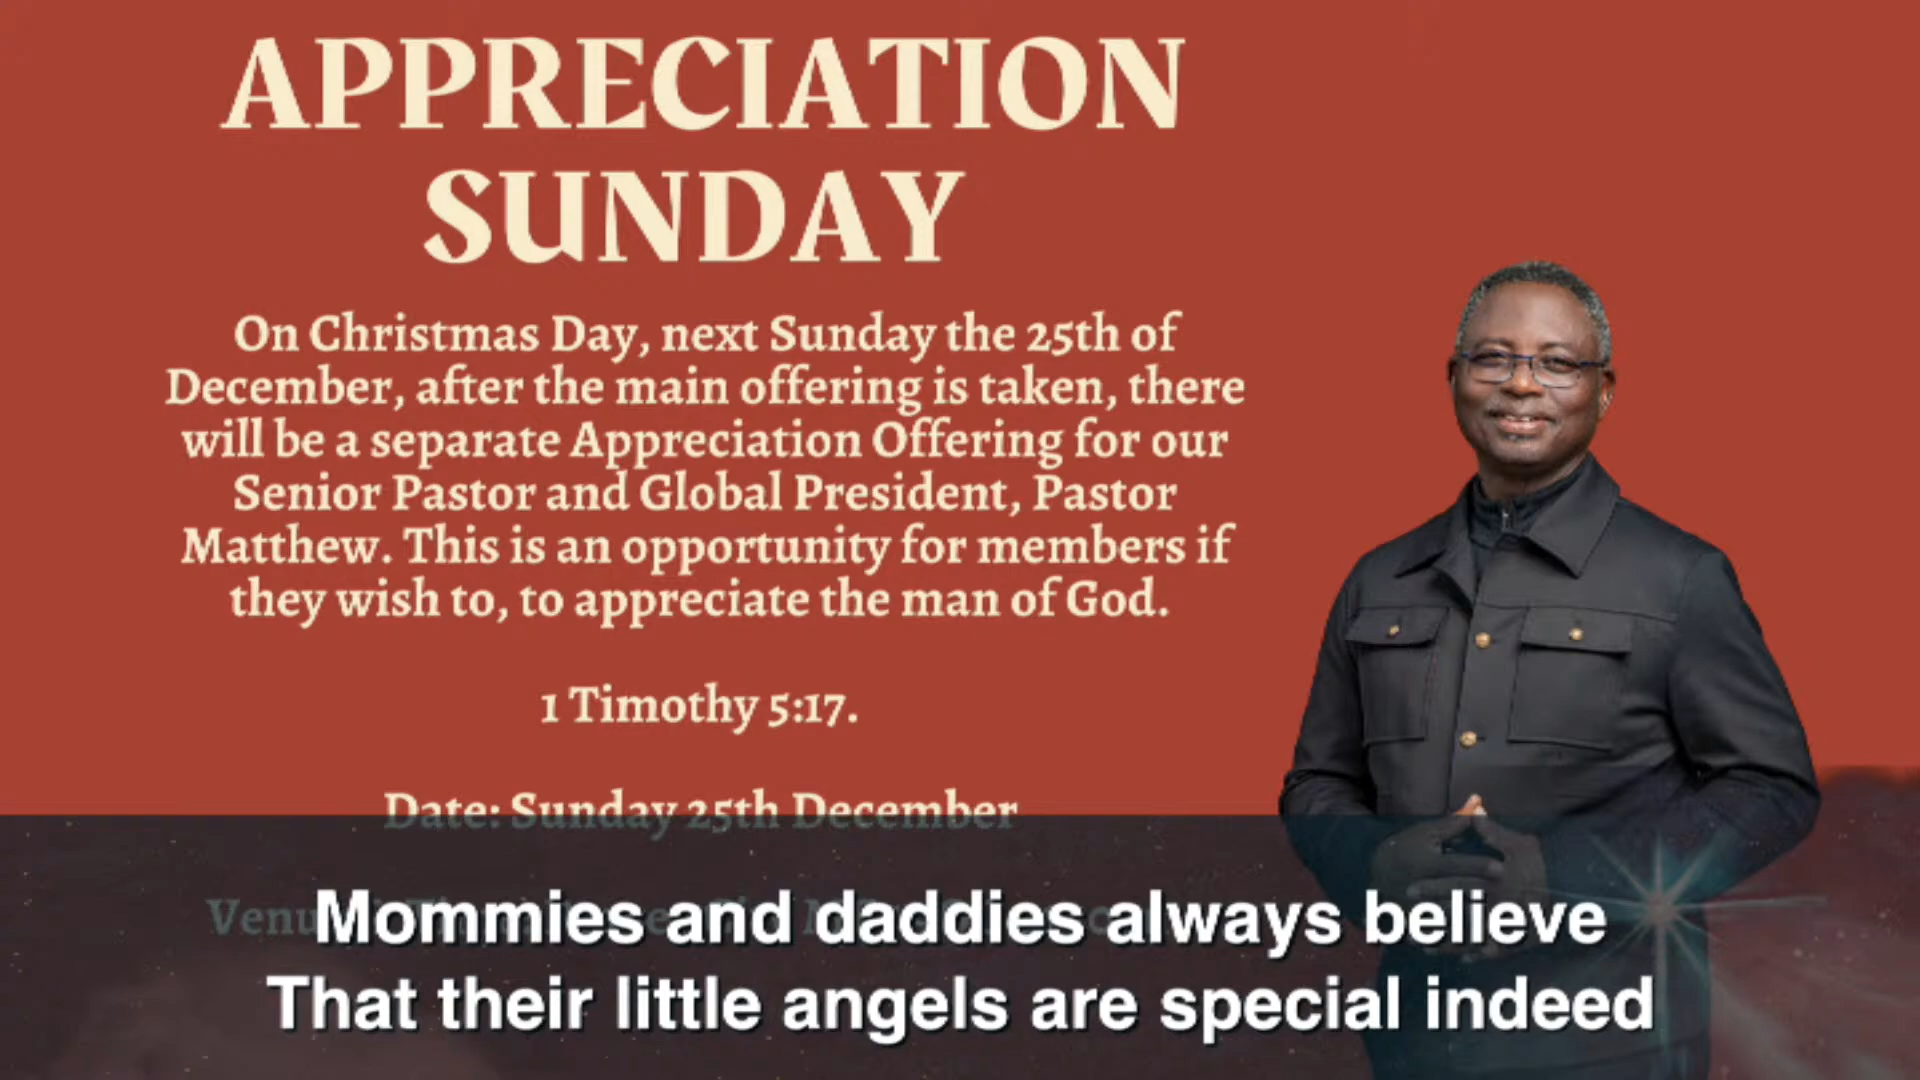 APPRECIATION
SUNDAY
On Christmas Day, next Sunday the 25th of
December, after the main offering is taken, there
will be a separate Appreciation Offering for our
Senior Pastor and Global President, Pastor
Matthew. This is an opportunity for members if
they wish to, to appreciate the man of God.
1 Timothy 5:17.
Date: Sunday 25th December
Mommies and daddies always believe
That their little angels are special indeed